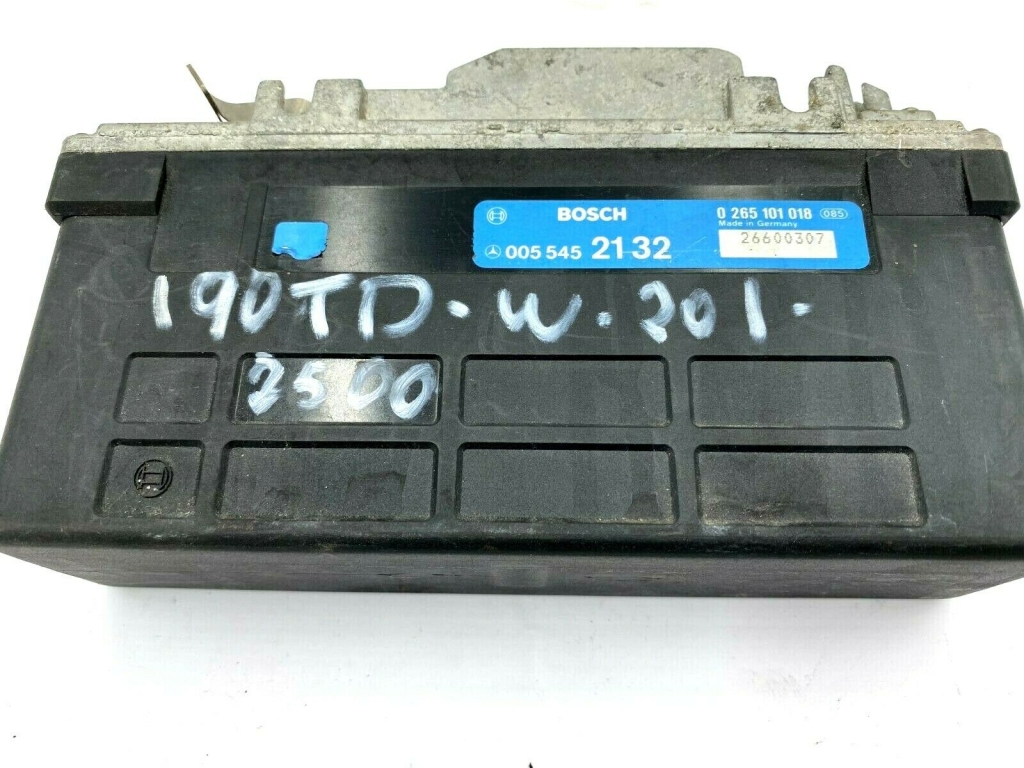 BOSCH 0 265 101 018 085
Made in Germany
005 545 21 32 26600307
190TD-W.201-
2500